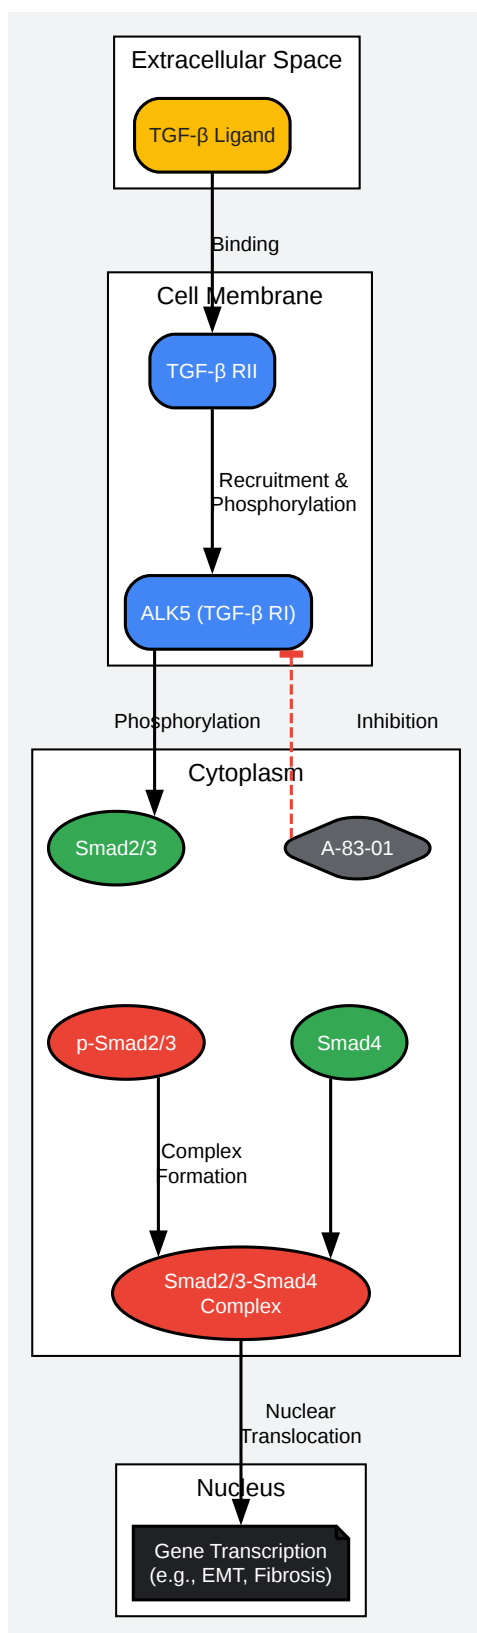 Extracellular Space
TGF-β Ligand
Binding
Cell Membrane
TGF-β RII
Recruitment &
Phosphorylation
ALK5 (TGF-β RI)
Phosphorylation
Inhibition
Cytoplasm
Smad2/3
A-83-01
p-Smad2/3
Smad4
Complex
Formation
Smad2/3-Smad4
Complex
Nuclear
Translocation
Nucleus
Gene Transcription
(e.g., EMT, Fibrosis)